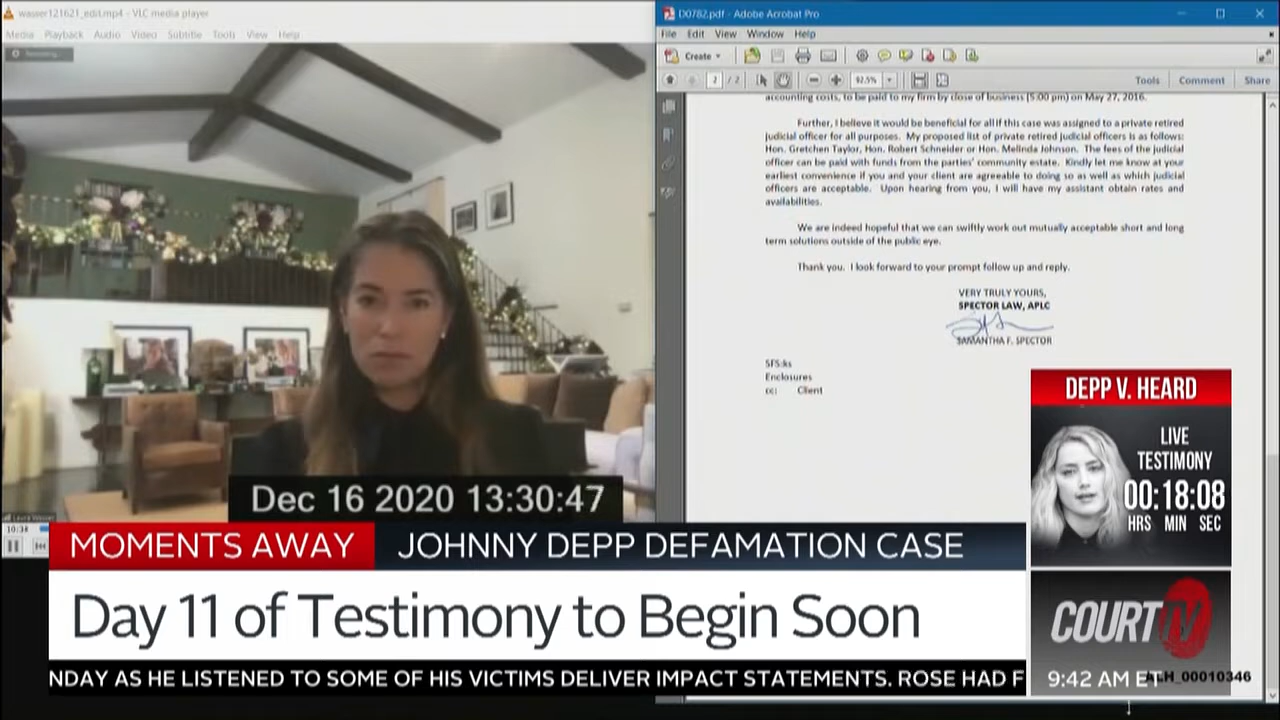 wasser121621_edit.mp4 - VLC media player
Media Playback Audio Video Subtitle Tools View Help
D0782.pdf - Adobe Acrobat Pro
File Edit View Window Help
Create
2 / 2
92.5%
Tools Comment Share
accounting costs, to be paid to my firm by close of business (5:00 pm) on May 27, 2016.
Further, I believe it would be beneficial for all if this case was assigned to a private retired
judicial officer for all purposes. My proposed list of private retired judicial officers is as follows:
Hon. Gretchen Taylor, Hon. Robert Schneider or Hon. Melinda Johnson. The fees of the judicial
officer can be paid with funds from the parties' community estate. Kindly let me know at your
earliest convenience if you and your client are agreeable to doing so as well as which judicial
officers are acceptable. Upon hearing from you, I will have my assistant obtain rates and
availabilities.
We are indeed hopeful that we can swiftly work out mutually acceptable short and long
term solutions outside of the public eye.
Thank you. I look forward to your prompt follow up and reply.
VERY TRULY YOURS,
SPECTOR LAW, APLC
SAMANTHA F. SPECTOR
SFS:ks
Enclosures
cc: Client
Dec 16 2020 13:30:47
10:38
DEPP V. HEARD
LIVE
TESTIMONY
00:18:08
HRS MIN SEC
MOMENTS AWAY
JOHNNY DEPP DEFAMATION CASE
Day 11 of Testimony to Begin Soon
COURT TV
NDAY AS HE LISTENED TO SOME OF HIS VICTIMS DELIVER IMPACT STATEMENTS. ROSE HAD F
9:42 AM ET
ALH_00010346